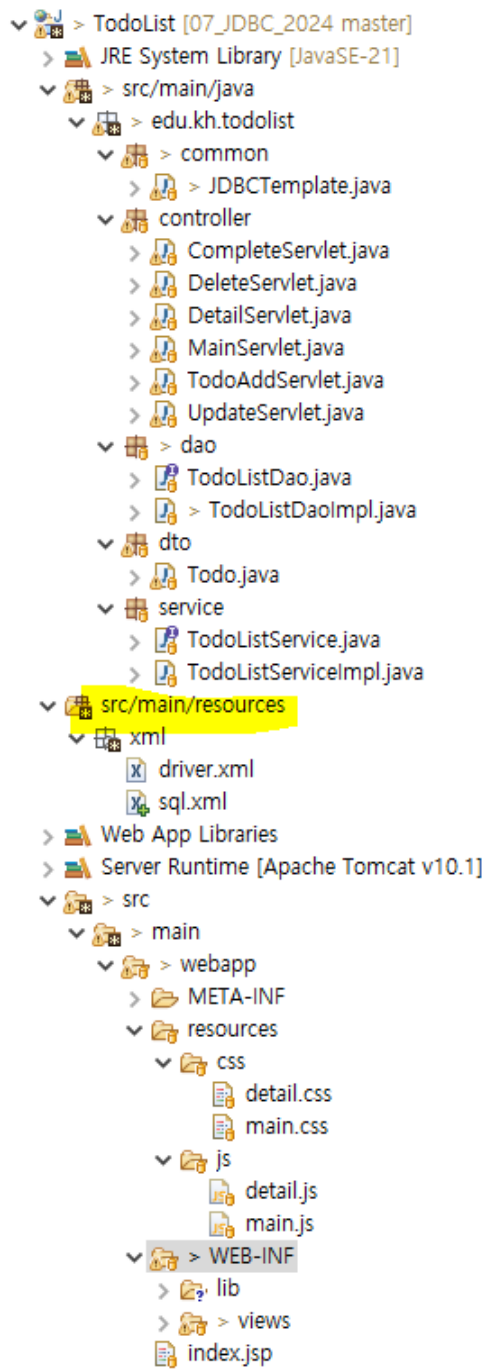 > TodoList [07_JDBC_2024 master]
JRE System Library [JavaSE-21]
> src/main/java
> edu.kh.todolist
> common
> JDBCTemplate.java
controller
CompleteServlet.java
DeleteServlet.java
DetailServlet.java
MainServlet.java
TodoAddServlet.java
UpdateServlet.java
> dao
TodoListDao.java
> TodoListDaoImpl.java
dto
Todo.java
service
TodoListService.java
TodoListServiceImpl.java
src/main/resources
xml
driver.xml
sql.xml
Web App Libraries
Server Runtime [Apache Tomcat v10.1]
> src
> main
> webapp
META-INF
resources
css
detail.css
main.css
js
detail.js
main.js
> WEB-INF
lib
> views
index.jsp